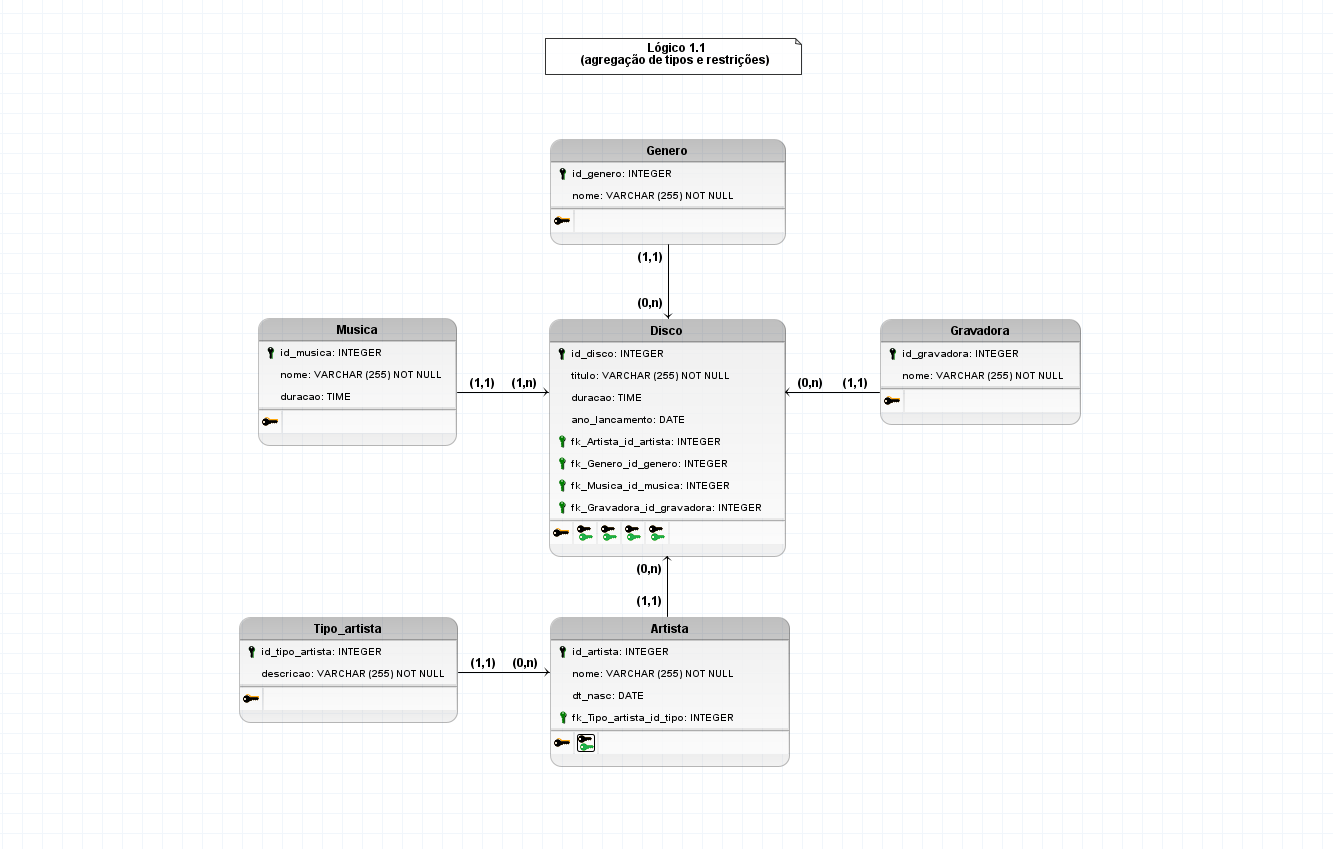 Lógico 1.1
(agregação de tipos e restrições)
Genero
id_genero: INTEGER
nome: VARCHAR (255) NOT NULL
(1,1)
(0,n)
Musica
id_musica: INTEGER
nome: VARCHAR (255) NOT NULL
duracao: TIME
(1,1) (1,n)
Disco
id_disco: INTEGER
titulo: VARCHAR (255) NOT NULL
duracao: TIME
ano_lancamento: DATE
fk_Artista_id_artista: INTEGER
fk_Genero_id_genero: INTEGER
fk_Musica_id_musica: INTEGER
fk_Gravadora_id_gravadora: INTEGER
(0,n) (1,1)
Gravadora
id_gravadora: INTEGER
nome: VARCHAR (255) NOT NULL
(0,n)
(1,1)
Tipo_artista
id_tipo_artista: INTEGER
descricao: VARCHAR (255) NOT NULL
(1,1) (0,n)
Artista
id_artista: INTEGER
nome: VARCHAR (255) NOT NULL
dt_nasc: DATE
fk_Tipo_artista_id_tipo: INTEGER